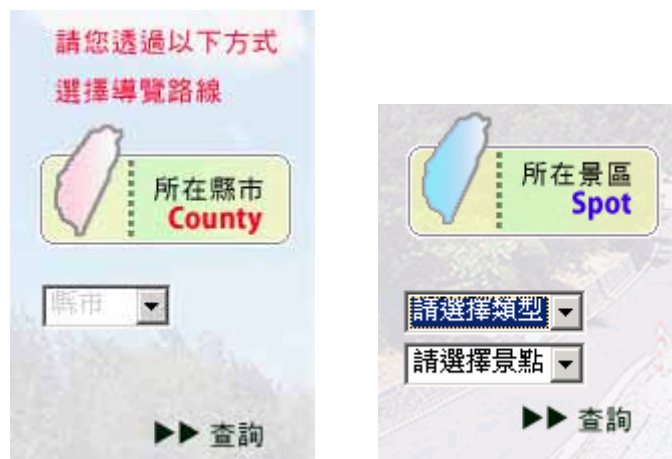 請您透過以下方式
選擇導覽路線
所在縣市
County
縣市
▶▶ 查詢
所在景區
Spot
請選擇類型
請選擇景點
▶▶ 查詢